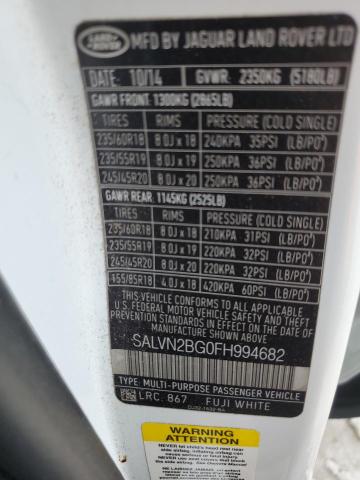 LAND ROVER
MFD BY JAGUAR LAND ROVER LTD
DATE: 10/14 GVWR: 2350KG (5180LB)
GAWR FRONT: 1300KG (2865LB)
TIRES RIMS PRESSURE (COLD SINGLE)
235/60R18 8.0J x 18 240KPA 35PSI (LB/PO²)
235/55R19 8.0J x 19 250KPA 36PSI (LB/PO²)
245/45R20 8.0J x 20 250KPA 36PSI (LB/PO²)
GAWR REAR: 1145KG (2525LB)
TIRES RIMS PRESSURE (COLD SINGLE)
235/60R18 8.0J x 18 210KPA 31PSI (LB/PO²)
235/55R19 8.0J x 19 220KPA 32PSI (LB/PO²)
245/45R20 8.0J x 20 220KPA 32PSI (LB/PO²)
155/85R18 4.0J x 18 420KPA 60PSI (LB/PO²)
THIS VEHICLE CONFORMS TO ALL APPLICABLE
U.S. FEDERAL MOTOR VEHICLE SAFETY, BUMPER
AND THEFT PREVENTION STANDARDS IN EFFECT ON
THE DATE OF MANUFACTURE SHOWN ABOVE
SALVN2BG0FH994682
TYPE: MULTI-PURPOSE PASSENGER VEHICLE
LRC: 867 FUJI WHITE
WARNING ATTENTION